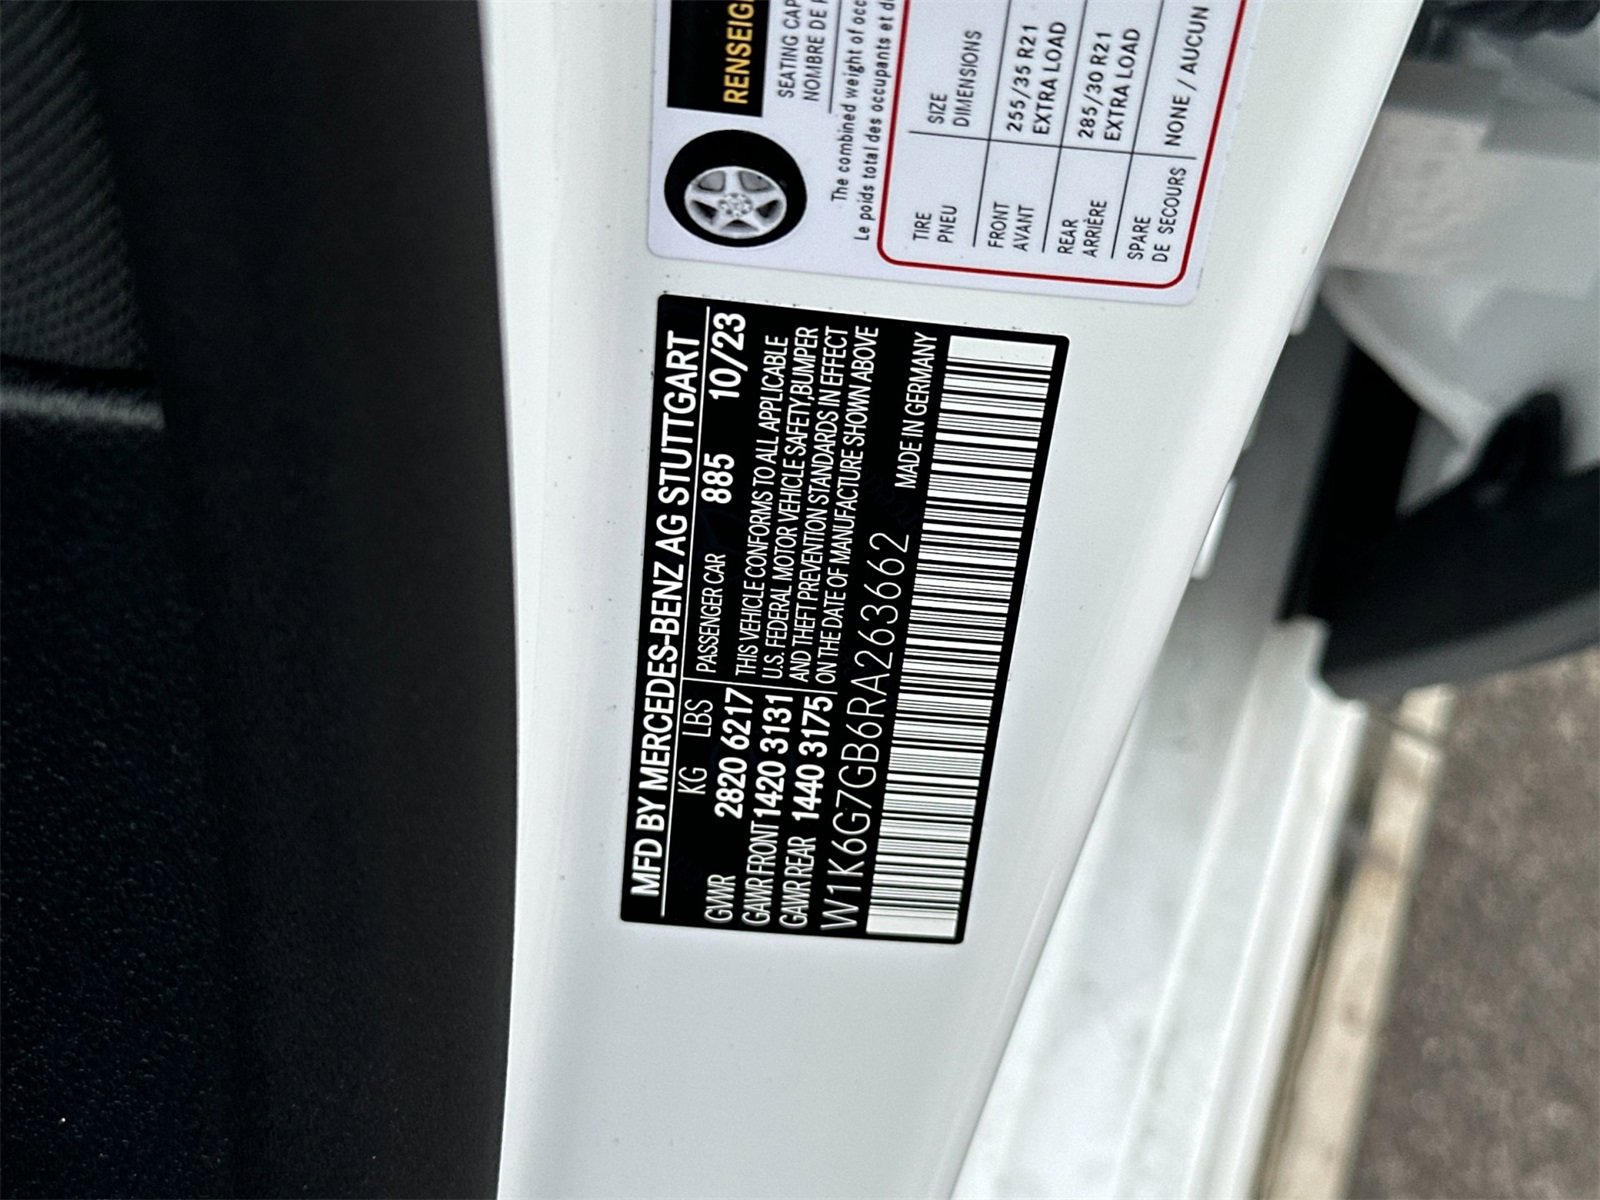 RENSEIG
SEATING CAP
NOMBRE DE P
The combined weight of occ
Le poids total des occupants et d
TIRE SIZE
PNEU DIMENSIONS
FRONT 255/35 R21
AVANT EXTRA LOAD
REAR 285/30 R21
ARRIÈRE EXTRA LOAD
SPARE NONE / AUCUN
DE SECOURS
MFD BY MERCEDES-BENZ AG STUTTGART
KG LBS PASSENGER CAR 885 10/23
GVWR 2820 6217 THIS VEHICLE CONFORMS TO ALL APPLICABLE
GAWR FRONT 1420 3131 U.S. FEDERAL MOTOR VEHICLE SAFETY,BUMPER
GAWR REAR 1440 3175 AND THEFT PREVENTION STANDARDS IN EFFECT
ON THE DATE OF MANUFACTURE SHOWN ABOVE
W1K6G7GB6RA263662 MADE IN GERMANY